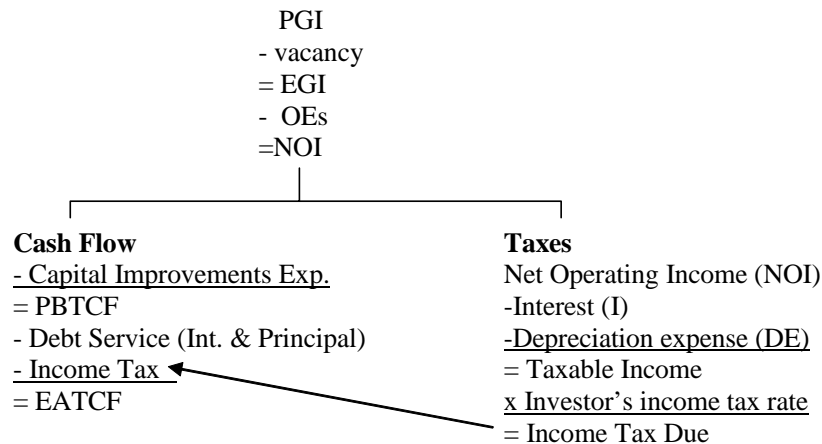 PGI
- vacancy
= EGI
- OEs
=NOI
Cash Flow
- Capital Improvements Exp.
= PBTCF
- Debt Service (Int. & Principal)
- Income Tax
= EATCF
Taxes
Net Operating Income (NOI)
-Interest (I)
-Depreciation expense (DE)
= Taxable Income
x Investor's income tax rate
= Income Tax Due